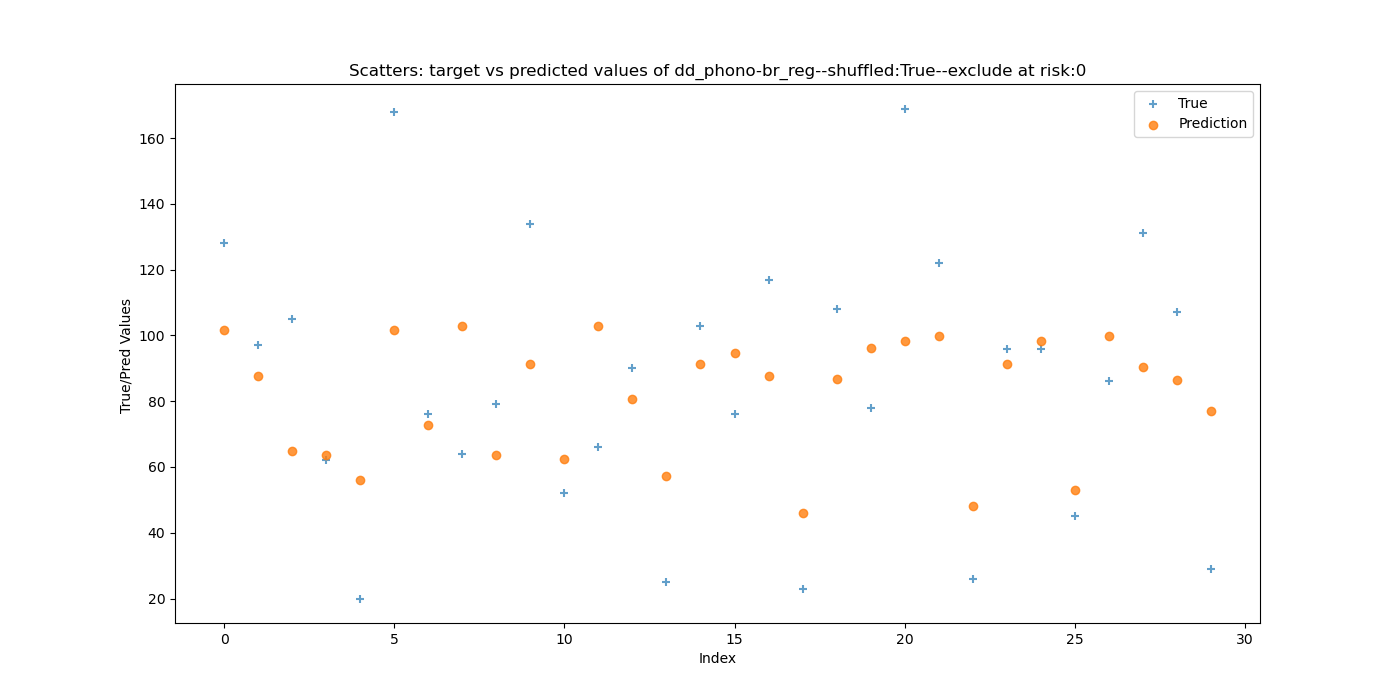 Scatters: target vs predicted values of dd_phono-br_reg--shuffled:True--exclude at risk:0
True
Prediction
True/Pred Values
160
140
120
100
80
60
40
20
0 5 10 15 20 25 30
Index